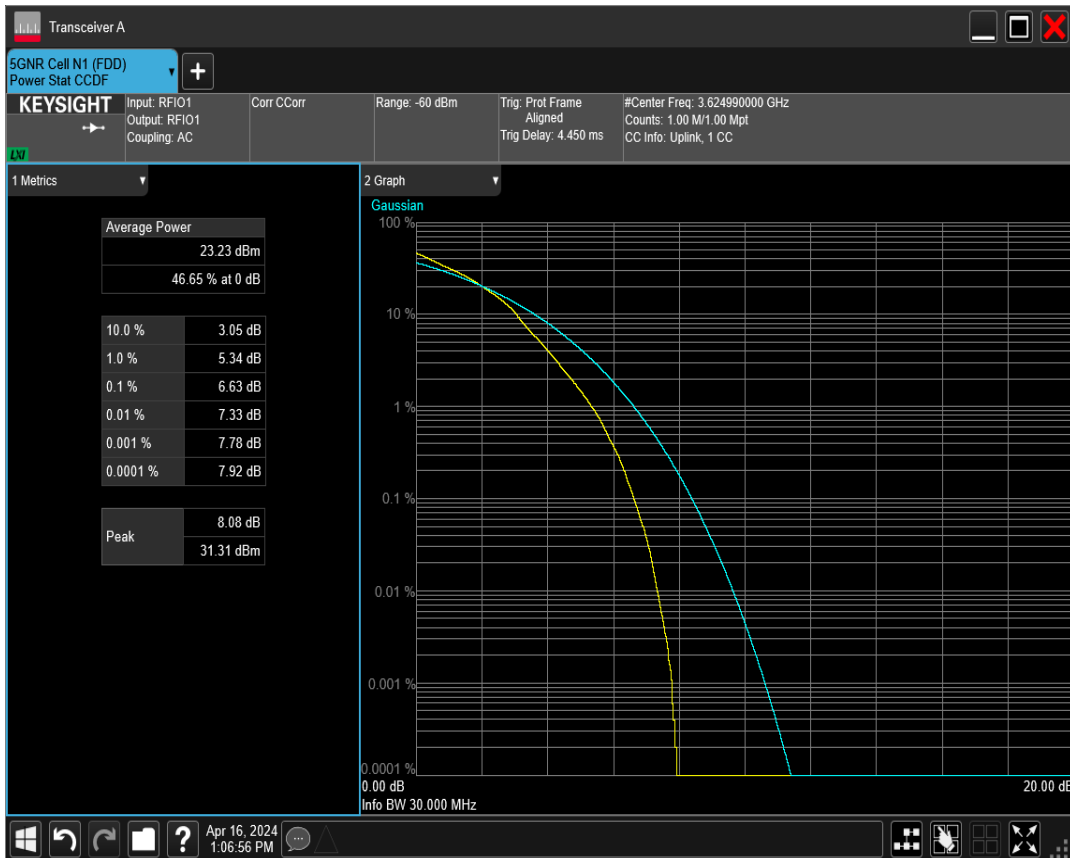 Transceiver A
5GNR Cell N1 (FDD)
Power Stat CCDF
KEYSIGHT
LXI
Input: RFIO1
Output: RFIO1
Coupling: AC
Corr CCorr
Range: -60 dBm
Trig: Prot Frame
Aligned
Trig Delay: 4.450 ms
#Center Freq: 3.624990000 GHz
Counts: 1.00 M/1.00 Mpt
CC Info: Uplink, 1 CC
1 Metrics
Average Power
23.23 dBm
46.65 % at 0 dB
10.0 % 3.05 dB
1.0 % 5.34 dB
0.1 % 6.63 dB
0.01 % 7.33 dB
0.001 % 7.78 dB
0.0001 % 7.92 dB
Peak
8.08 dB
31.31 dBm
2 Graph
Gaussian
100 %
10 %
1 %
0.1 %
0.01 %
0.001 %
0.0001 %
0.00 dB 20.00 dB
Info BW 30.000 MHz
? Apr 16, 2024
1:06:56 PM